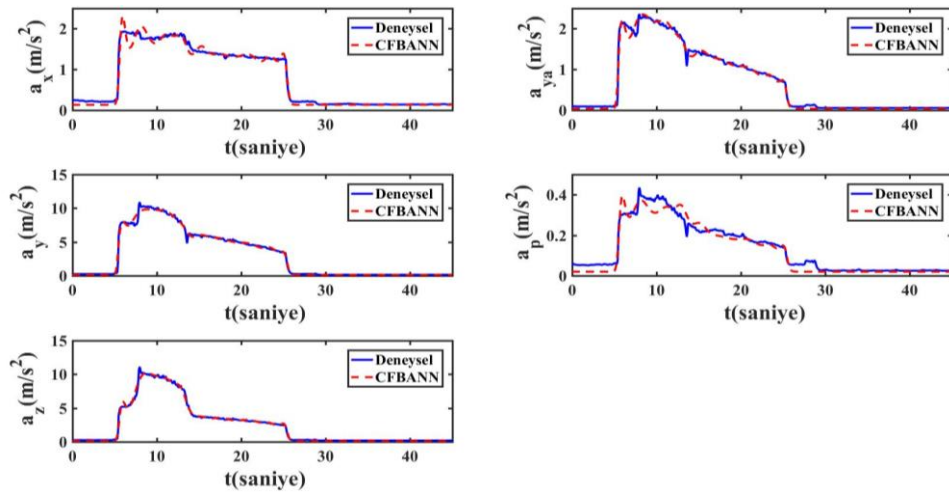 a_x(m/s^2)
2
1
0
0 10 20 30 40
t(saniye)
Deneysel
CFBANN
a_ya(m/s^2)
2
1
0
0 10 20 30 40
t(saniye)
Deneysel
CFBANN
a_y(m/s^2)
15
10
5
0
0 10 20 30 40
t(saniye)
Deneysel
CFBANN
a_p(m/s^2)
0.4
0.2
0
0 10 20 30 40
t(saniye)
Deneysel
CFBANN
a_z(m/s^2)
15
10
5
0
0 10 20 30 40
t(saniye)
Deneysel
CFBANN